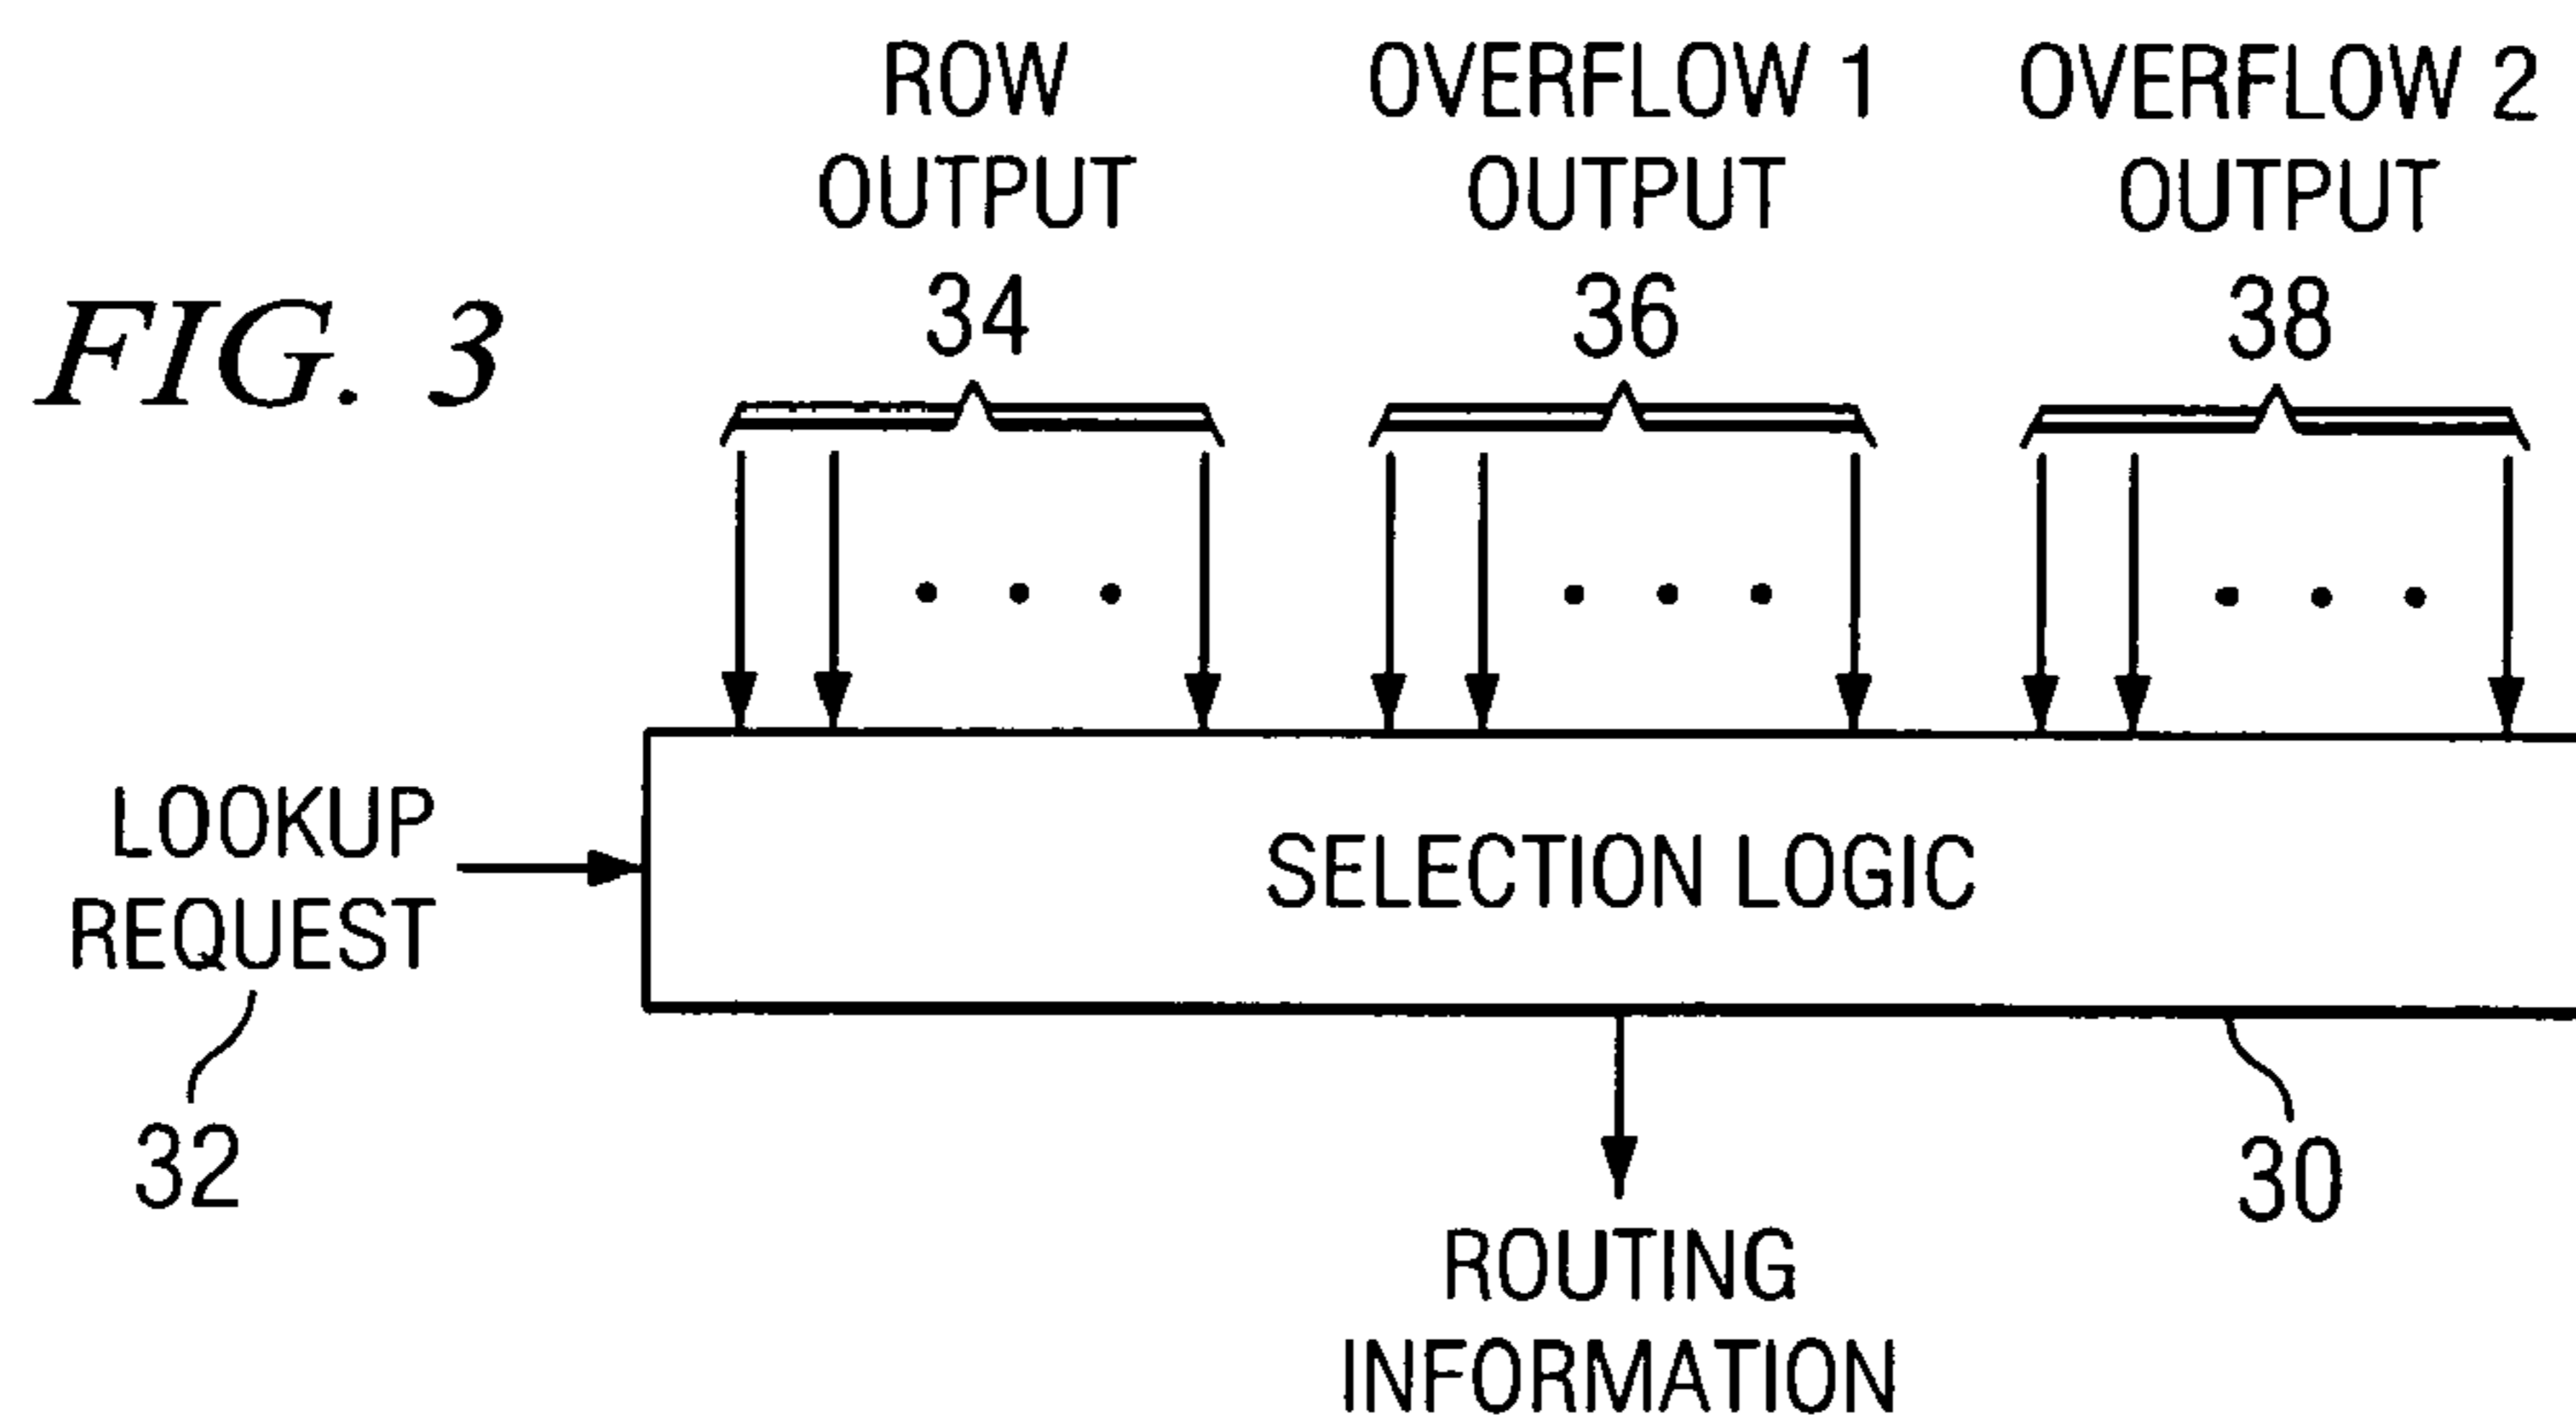 FIG. 3
ROW
OUTPUT
34
OVERFLOW 1
OUTPUT
36
OVERFLOW 2
OUTPUT
38
LOOKUP
REQUEST
32
SELECTION LOGIC
30
ROUTING
INFORMATION